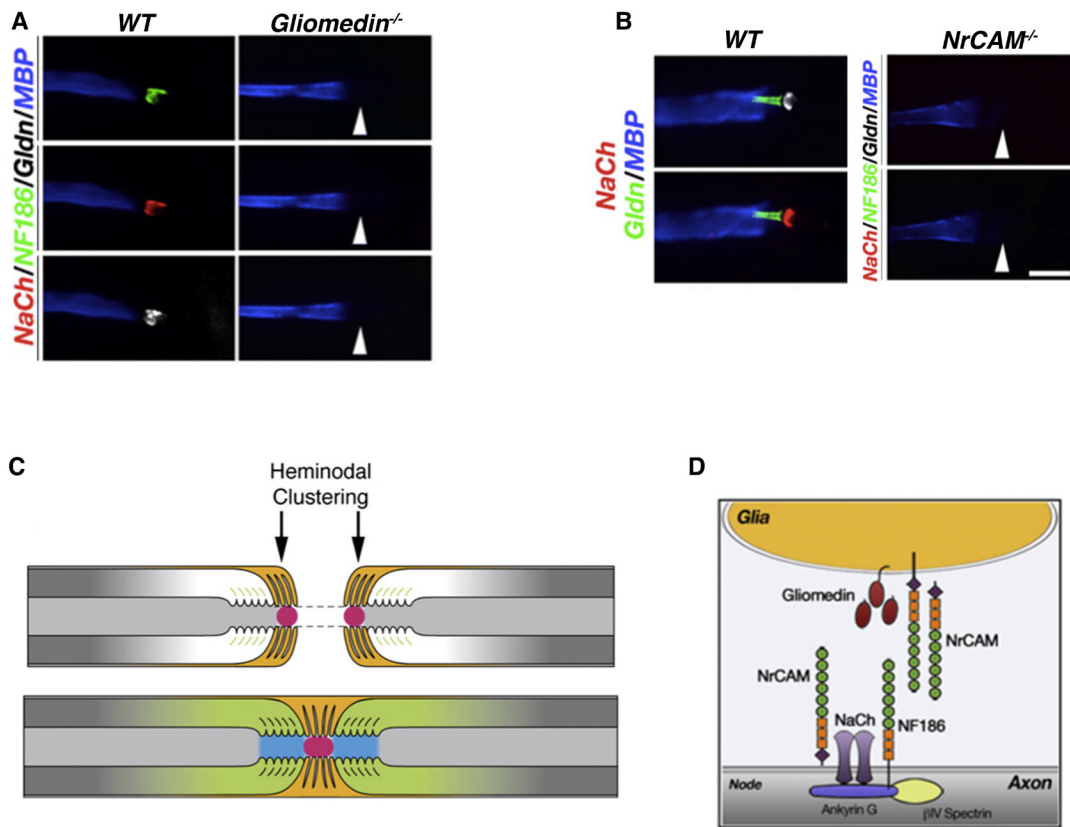 A
WT
Gliomedin-/-
NaCh/NF186/Gldn/MBP
B
WT
NrCAM-/-
NaCh
Gldn/MBP
NaCh/NF186/Gldn/MBP
C
Heminodal
Clustering
D
Glia
Gliomedin
NrCAM
NrCAM
NaCh
NF186
Node
Axon
Ankyrin G
βIV Spectrin